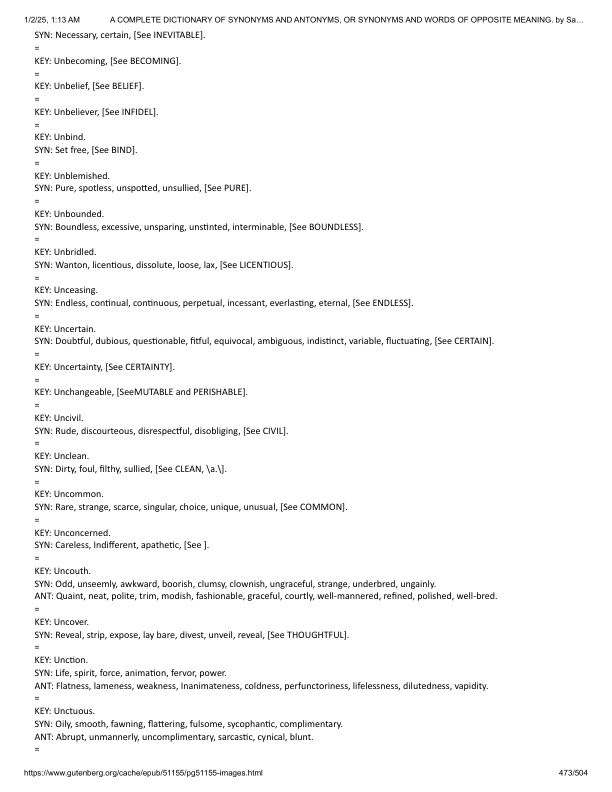 1/2/25, 1:13 AM A COMPLETE DICTIONARY OF SYNONYMS AND ANTONYMS, OR SYNONYMS AND WORDS OF OPPOSITE MEANING. by Sa…
SYN: Necessary, certain, [See INEVITABLE].
=
KEY: Unbecoming, [See BECOMING].
=
KEY: Unbelief, [See BELIEF].
=
KEY: Unbeliever, [See INFIDEL].
=
KEY: Unbind.
SYN: Set free, [See BIND].
=
KEY: Unblemished.
SYN: Pure, spotless, unspotted, unsullied, [See PURE].
=
KEY: Unbounded.
SYN: Boundless, excessive, unsparing, unstinted, interminable, [See BOUNDLESS].
=
KEY: Unbridled.
SYN: Wanton, licentious, dissolute, loose, lax, [See LICENTIOUS].
=
KEY: Unceasing.
SYN: Endless, continual, continuous, perpetual, incessant, everlasting, eternal, [See ENDLESS].
=
KEY: Uncertain.
SYN: Doubtful, dubious, questionable, fitful, equivocal, ambiguous, indistinct, variable, fluctuating, [See CERTAIN].
=
KEY: Uncertainty, [See CERTAINTY].
=
KEY: Unchangeable, [SeeMUTABLE and PERISHABLE].
=
KEY: Uncivil.
SYN: Rude, discourteous, disrespectful, disobliging, [See CIVIL].
=
KEY: Unclean.
SYN: Dirty, foul, filthy, sullied, [See CLEAN, \a.\].
=
KEY: Uncommon.
SYN: Rare, strange, scarce, singular, choice, unique, unusual, [See COMMON].
=
KEY: Unconcerned.
SYN: Careless, Indifferent, apathetic, [See ].
=
KEY: Uncouth.
SYN: Odd, unseemly, awkward, boorish, clumsy, clownish, ungraceful, strange, underbred, ungainly.
ANT: Quaint, neat, polite, trim, modish, fashionable, graceful, courtly, well-mannered, refined, polished, well-bred.
=
KEY: Uncover.
SYN: Reveal, strip, expose, lay bare, divest, unveil, reveal, [See THOUGHTFUL].
=
KEY: Unction.
SYN: Life, spirit, force, animation, fervor, power.
ANT: Flatness, lameness, weakness, Inanimateness, coldness, perfunctoriness, lifelessness, dilutedness, vapidity.
=
KEY: Unctuous.
SYN: Oily, smooth, fawning, flattering, fulsome, sycophantic, complimentary.
ANT: Abrupt, unmannerly, uncomplimentary, sarcastic, cynical, blunt.
=
https://www.gutenberg.org/cache/epub/51155/pg51155-images.html 473/504